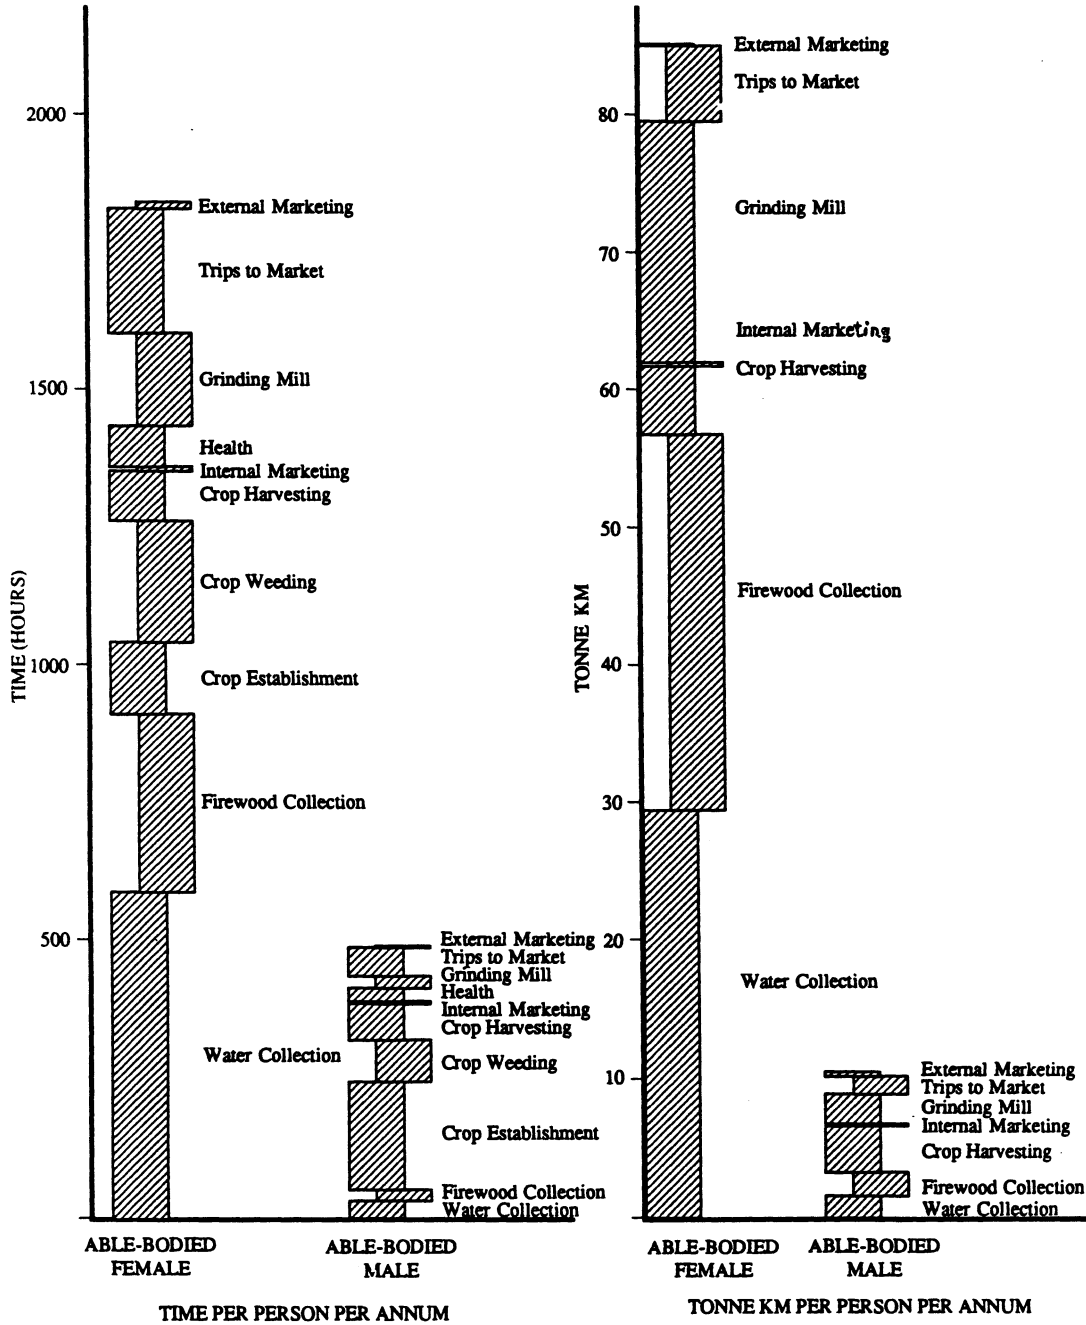 2000
1500
1000
500
TIME (HOURS)
External Marketing
Trips to Market
Grinding Mill
Health
Internal Marketing
Crop Harvesting
Crop Weeding
Crop Establishment
Firewood Collection
Water Collection
External Marketing
Trips to Market
Grinding Mill
Health
Internal Marketing
Crop Harvesting
Crop Weeding
Crop Establishment
Firewood Collection
Water Collection
ABLE-BODIED
FEMALE
ABLE-BODIED
MALE
TIME PER PERSON PER ANNUM
80
70
60
50
40
30
20
10
TONNE KM
External Marketing
Trips to Market
Grinding Mill
Internal Marketing
Crop Harvesting
Firewood Collection
Water Collection
External Marketing
Trips to Market
Grinding Mill
Internal Marketing
Crop Harvesting
Firewood Collection
Water Collection
ABLE-BODIED
FEMALE
ABLE-BODIED
MALE
TONNE KM PER PERSON PER ANNUM